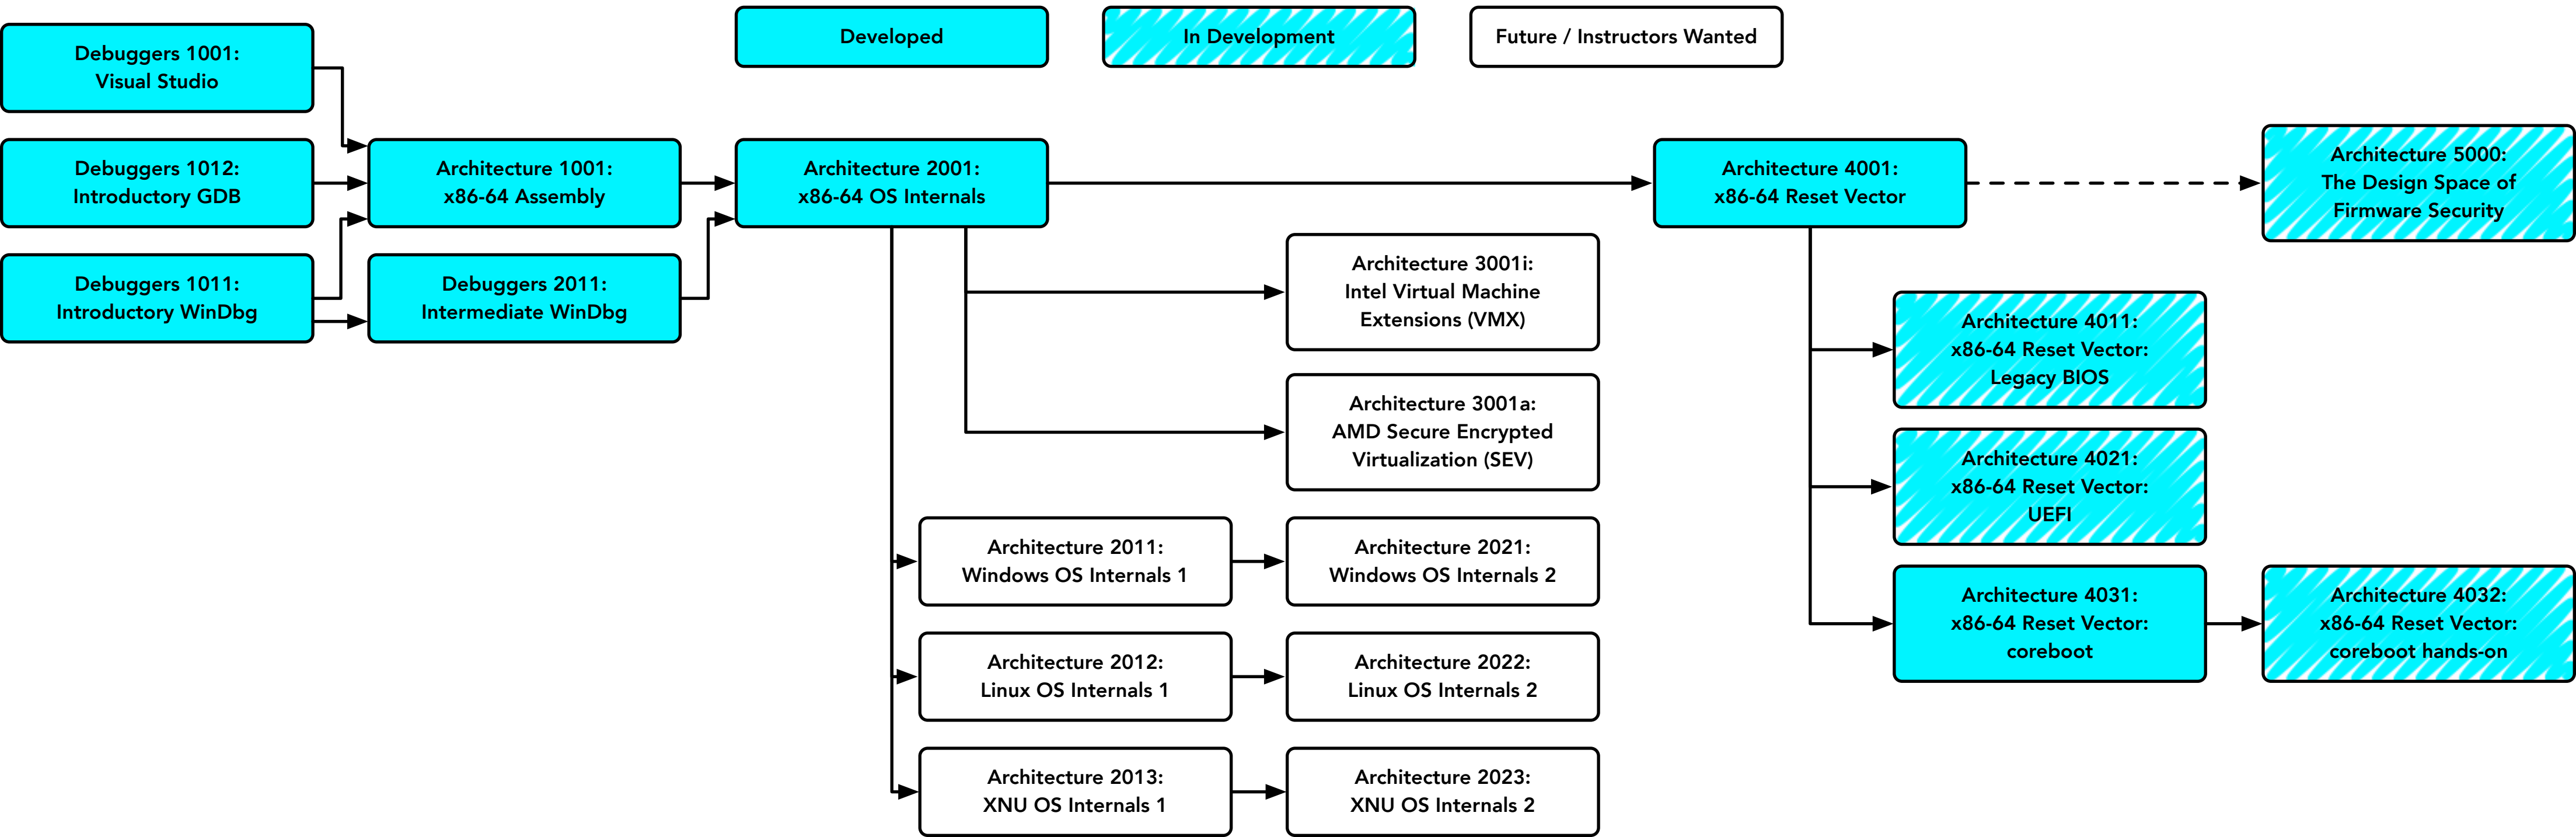 Developed
In Development
Future / Instructors Wanted
Debuggers 1001:
Visual Studio
Debuggers 1012:
Introductory GDB
Debuggers 1011:
Introductory WinDbg
Architecture 1001:
x86-64 Assembly
Debuggers 2011:
Intermediate WinDbg
Architecture 2001:
x86-64 OS Internals
Architecture 3001i:
Intel Virtual Machine
Extensions (VMX)
Architecture 3001a:
AMD Secure Encrypted
Virtualization (SEV)
Architecture 2011:
Windows OS Internals 1
Architecture 2021:
Windows OS Internals 2
Architecture 2012:
Linux OS Internals 1
Architecture 2022:
Linux OS Internals 2
Architecture 2013:
XNU OS Internals 1
Architecture 2023:
XNU OS Internals 2
Architecture 4001:
x86-64 Reset Vector
Architecture 5000:
The Design Space of
Firmware Security
Architecture 4011:
x86-64 Reset Vector:
Legacy BIOS
Architecture 4021:
x86-64 Reset Vector:
UEFI
Architecture 4031:
x86-64 Reset Vector:
coreboot
Architecture 4032:
x86-64 Reset Vector:
coreboot hands-on